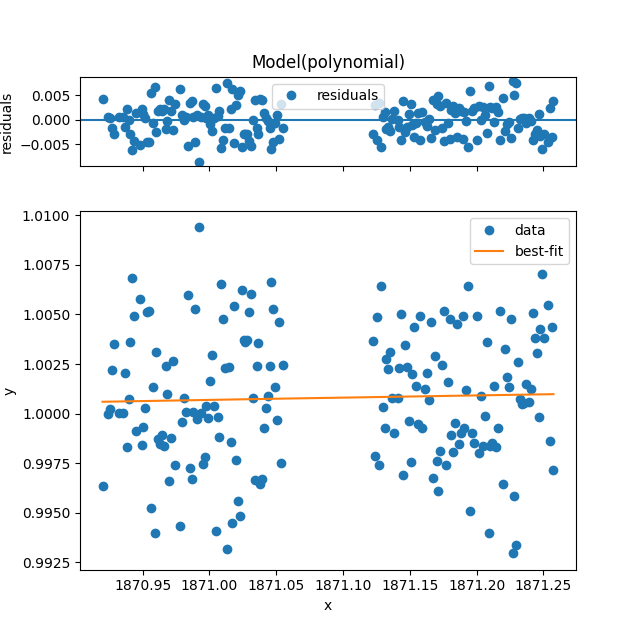 Model(polynomial)
residuals
0.005
0.000
−0.005
residuals
1.0100
1.0075
1.0050
1.0025
1.0000
0.9975
0.9950
0.9925
y
data
best-fit
1870.95 1871.00 1871.05 1871.10 1871.15 1871.20 1871.25
x